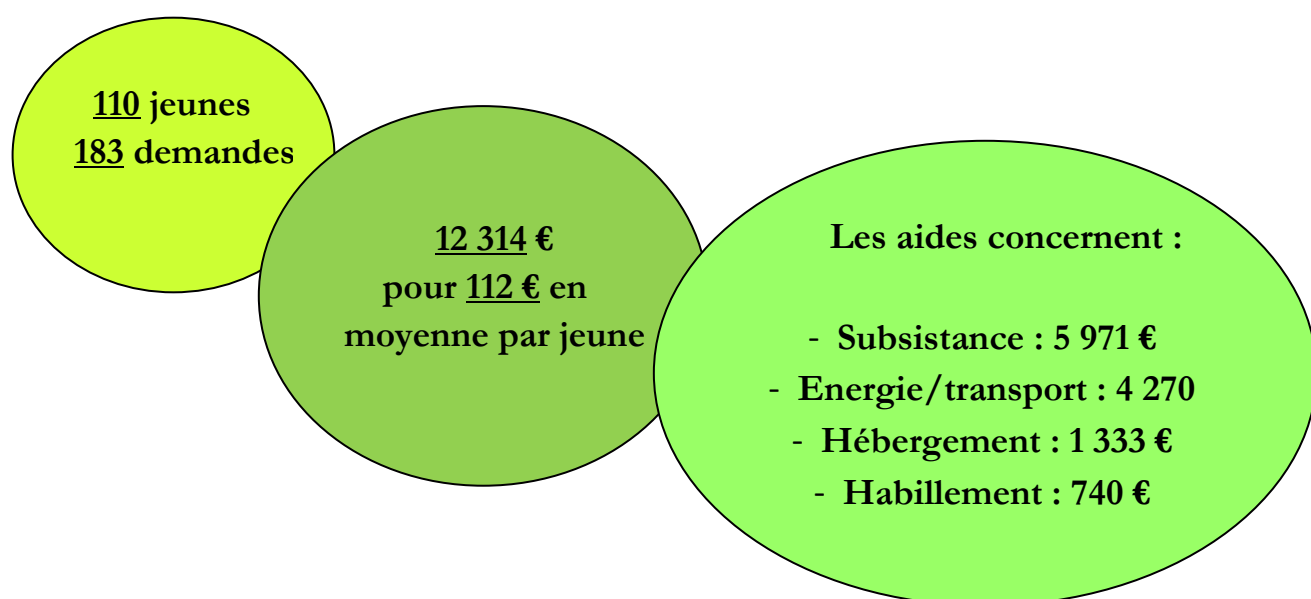 110 jeunes
183 demandes
12 314 €
pour 112 € en
moyenne par jeune
Les aides concernent :
- Subsistance : 5 971 €
- Energie/transport : 4 270
- Hébergement : 1 333 €
- Habillement : 740 €